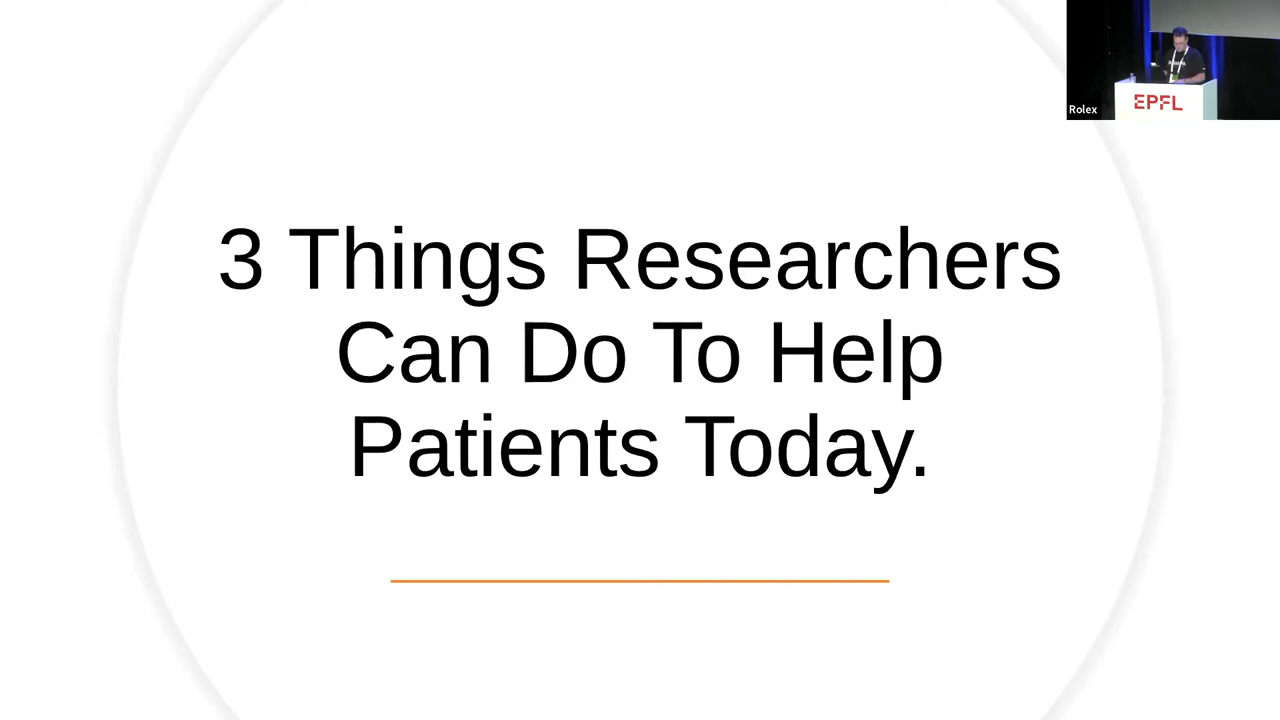 Rolex
EPFL
3 Things Researchers
Can Do To Help
Patients Today.